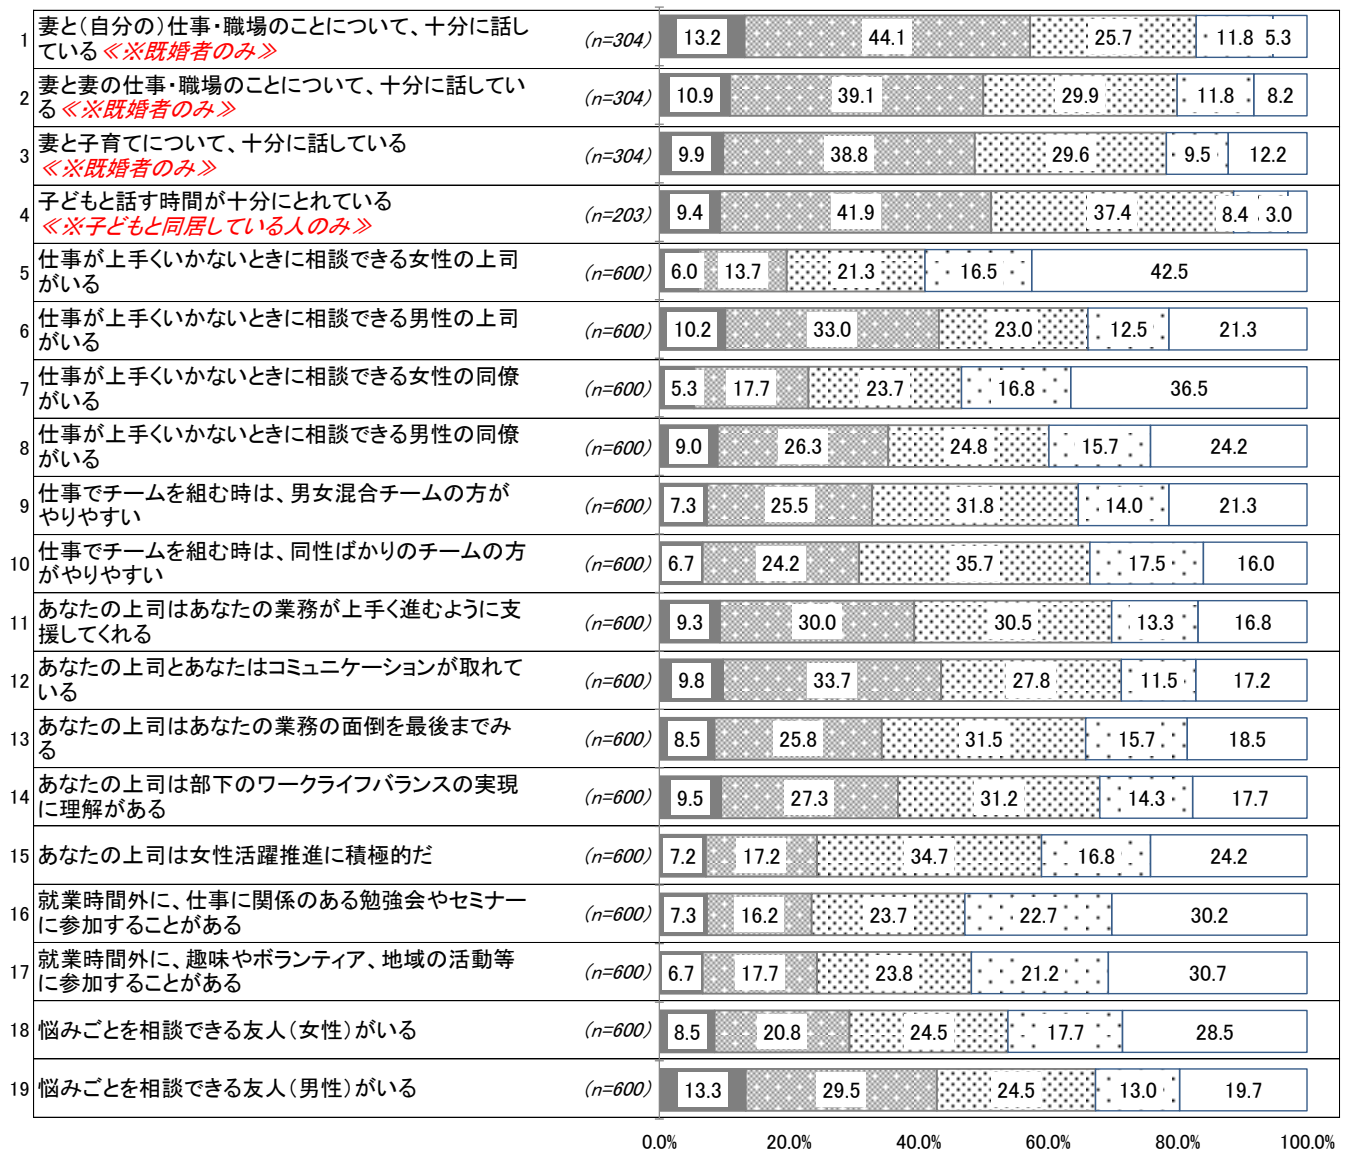 1 妻と(自分の)仕事・職場のことについて、十分に話し
ている≪※既婚者のみ≫ (n=304) 13.2 44.1 25.7 11.8 5.3
2 妻と妻の仕事・職場のことについて、十分に話してい
る≪※既婚者のみ≫ (n=304) 10.9 39.1 29.9 11.8 8.2
3 妻と子育てについて、十分に話している
≪※既婚者のみ≫ (n=304) 9.9 38.8 29.6 9.5 12.2
4 子どもと話す時間が十分にとれている
≪※子どもと同居している人のみ≫ (n=203) 9.4 41.9 37.4 8.4 3.0
5 仕事が上手くいかないときに相談できる女性の上司
がいる (n=600) 6.0 13.7 21.3 16.5 42.5
6 仕事が上手くいかないときに相談できる男性の上司
がいる (n=600) 10.2 33.0 23.0 12.5 21.3
7 仕事が上手くいかないときに相談できる女性の同僚
がいる (n=600) 5.3 17.7 23.7 16.8 36.5
8 仕事が上手くいかないときに相談できる男性の同僚
がいる (n=600) 9.0 26.3 24.8 15.7 24.2
9 仕事でチームを組む時は、男女混合チームの方が
やりやすい (n=600) 7.3 25.5 31.8 14.0 21.3
10 仕事でチームを組む時は、同性ばかりのチームの方
がやりやすい (n=600) 6.7 24.2 35.7 17.5 16.0
11 あなたの上司はあなたの業務が上手く進むように支
援してくれる (n=600) 9.3 30.0 30.5 13.3 16.8
12 あなたの上司とあなたはコミュニケーションが取れて
いる (n=600) 9.8 33.7 27.8 11.5 17.2
13 あなたの上司はあなたの業務の面倒を最後までみ
る (n=600) 8.5 25.8 31.5 15.7 18.5
14 あなたの上司は部下のワークライフバランスの実現
に理解がある (n=600) 9.5 27.3 31.2 14.3 17.7
15 あなたの上司は女性活躍推進に積極的だ (n=600) 7.2 17.2 34.7 16.8 24.2
16 就業時間外に、仕事に関係のある勉強会やセミナー
に参加することがある (n=600) 7.3 16.2 23.7 22.7 30.2
17 就業時間外に、趣味やボランティア、地域の活動等
に参加することがある (n=600) 6.7 17.7 23.8 21.2 30.7
18 悩みごとを相談できる友人(女性)がいる (n=600) 8.5 20.8 24.5 17.7 28.5
19 悩みごとを相談できる友人(男性)がいる (n=600) 13.3 29.5 24.5 13.0 19.7
0.0% 20.0% 40.0% 60.0% 80.0% 100.0%